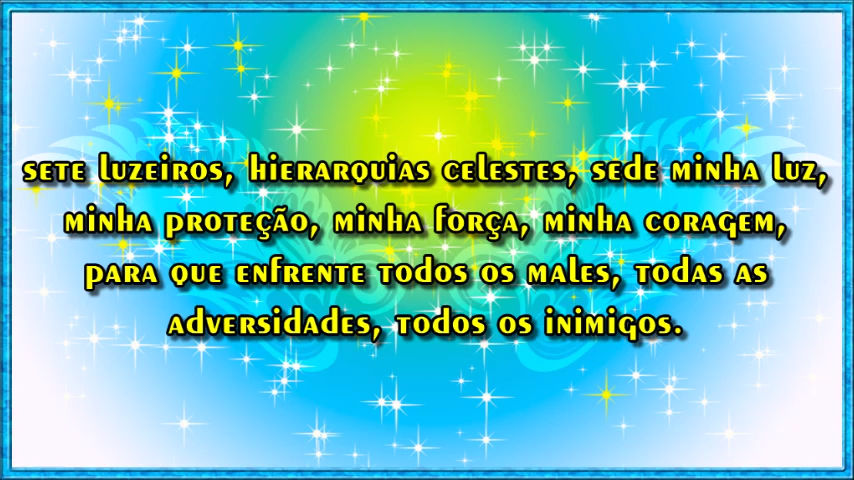 sete luzeiros, hierarquias celestes, sede minha luz,
minha proteção, minha força, minha coragem,
para que enfrente todos os males, todas as
adversidades, todos os inimigos.